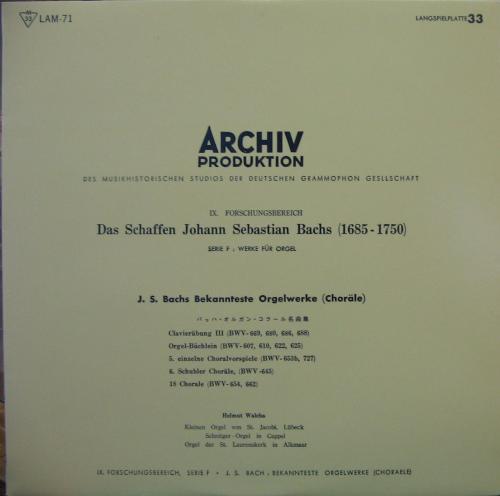 M 33 LAM-71
LANGSPIELPLATTE 33
ARCHIV
PRODUKTION
DES MUSIKHISTORISCHEN STUDIOS DER DEUTSCHEN GRAMMOPHON GESELLSCHAFT
IX. FORSCHUNGSBEREICH
Das Schaffen Johann Sebastian Bachs (1685-1750)
SERIE F : WERKE FÜR ORGEL
J. S. Bachs Bekannteste Orgelwerke (Choräle)
バッハ・オルガン・コラール名曲集
Clavierübung III (BWV-669, 680, 686, 688)
Orgel-Büchlein (BWV-607, 610, 622, 625)
5. einzelne Choralvorspiele (BWV-653b, 727)
6. Schubler Choräle, (BWV-645)
18 Chorale (BWV-654, 662)
Helmut Walcha
Kleinen Orgel von St. Jacobi, Lübeck
Schnitger-Orgel in Cappel
Orgel der St. Laurenskerk in Alkmaar
IX. FORSCHUNGSBEREICH, SERIE F • J. S. BACH : BEKANNTESTE ORGELWERKE (CHORAELE)